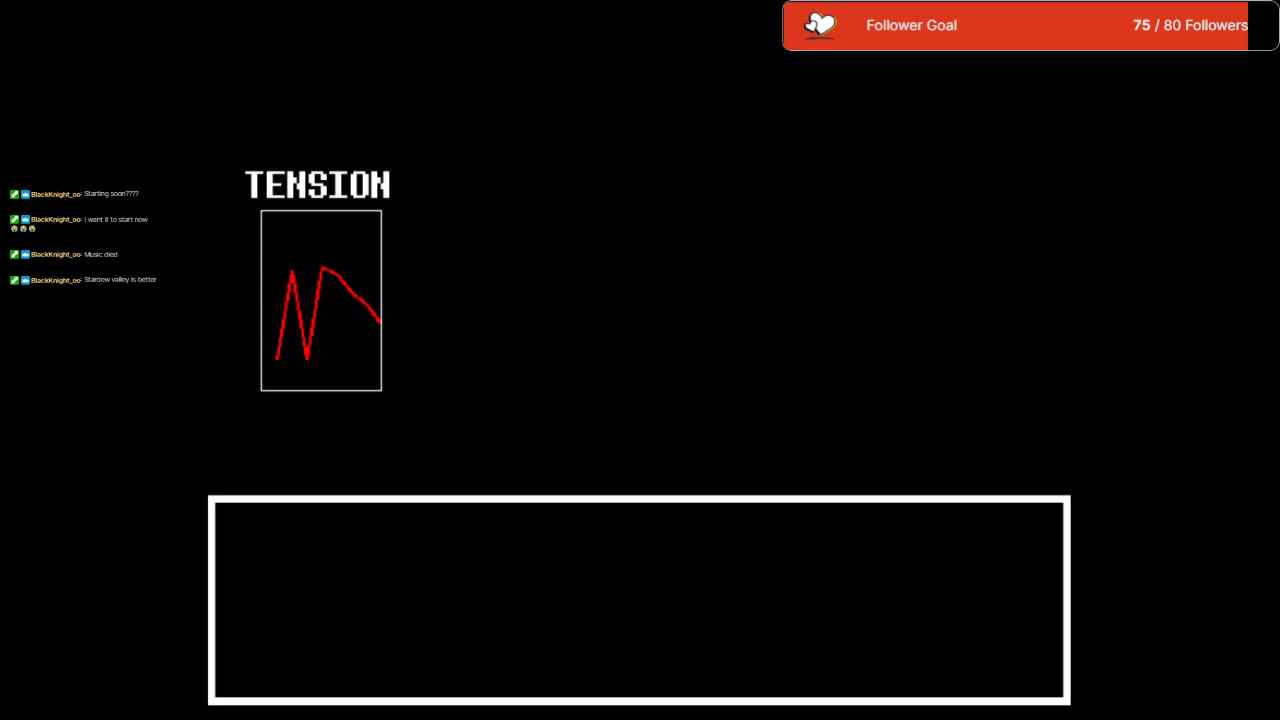 Follower Goal 75 / 80 Followers
TENSION
BlackKnight_oo: Starting soon????
BlackKnight_oo: I want it to start now
BlackKnight_oo: Music died
BlackKnight_oo: Stardew valley is better